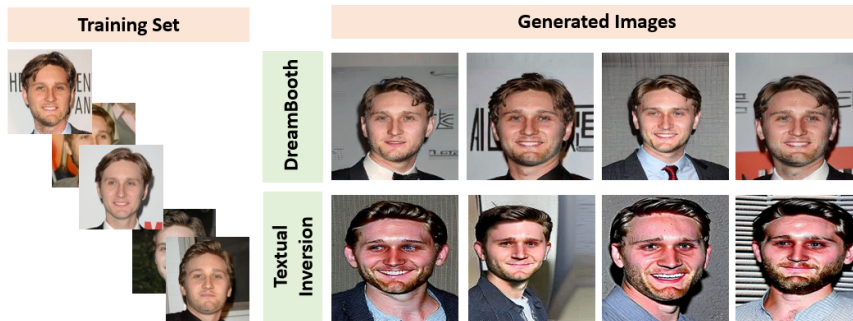 Training Set
Generated Images
DreamBooth
Textual
Inversion